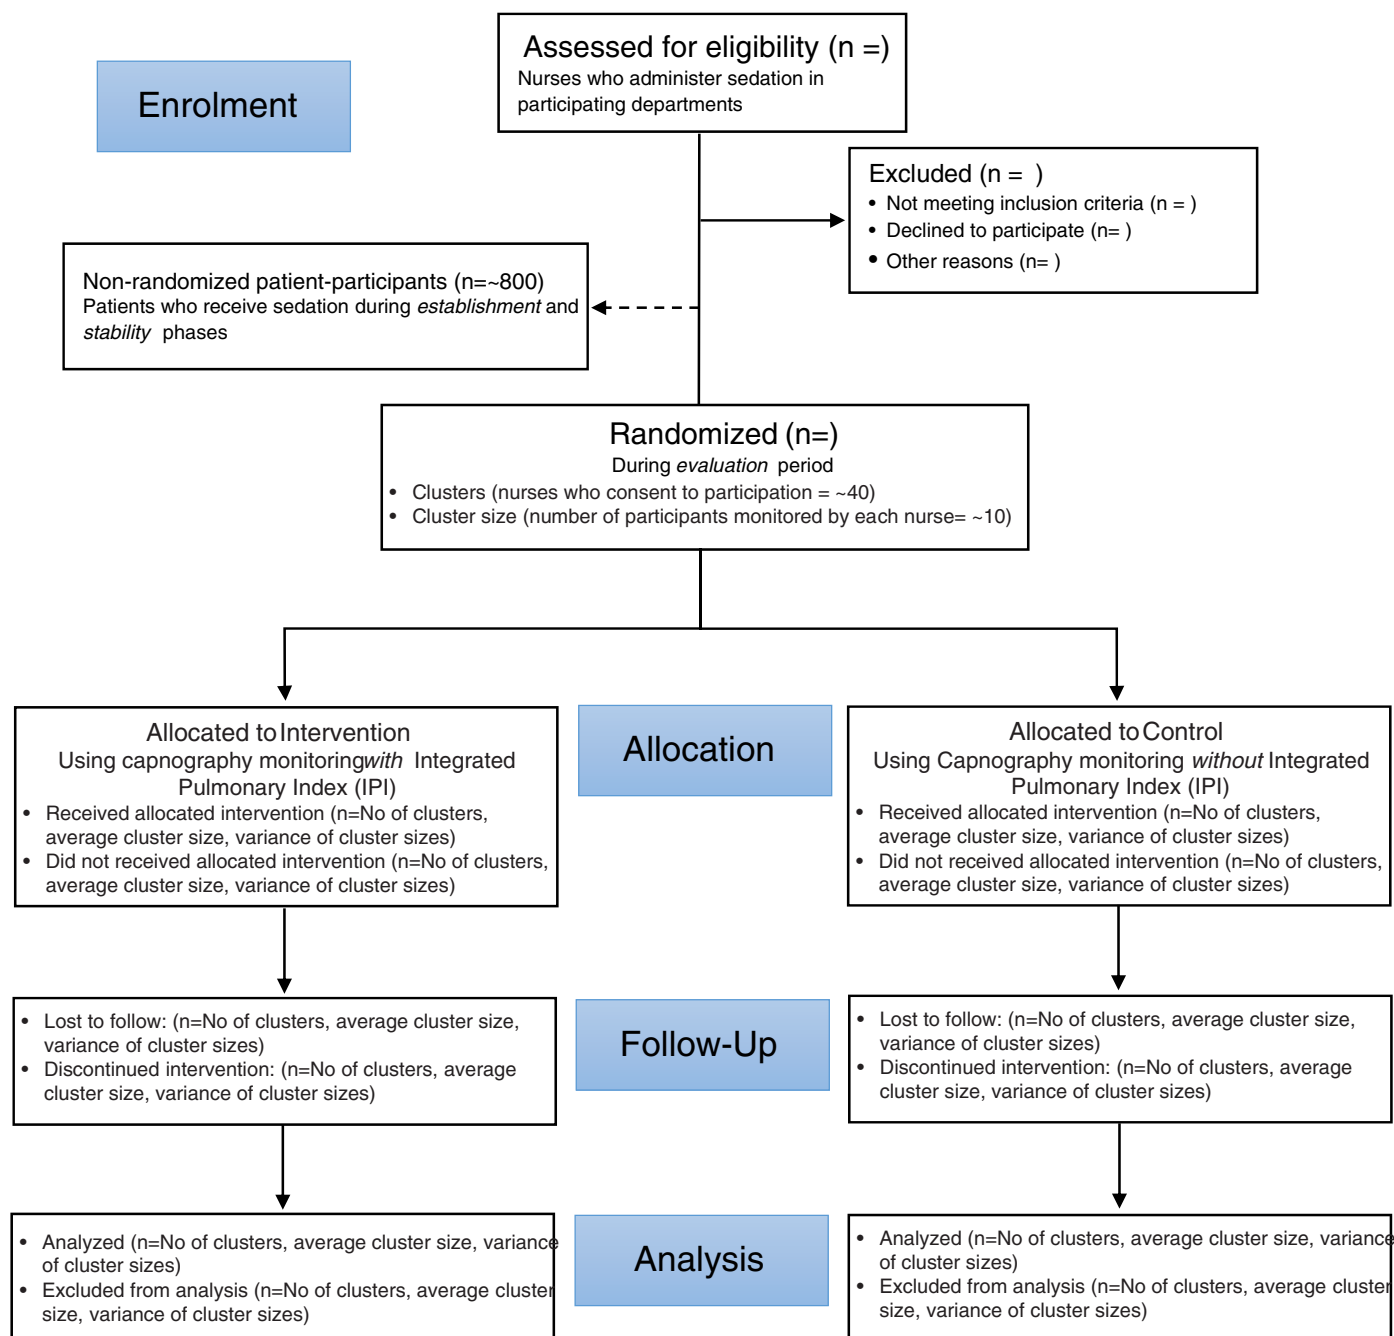 Assessed for eligibility (n =)
Nurses who administer sedation in
participating departments
Enrolment
Excluded (n = )
• Not meeting inclusion criteria (n = )
• Declined to participate (n= )
• Other reasons (n= )
Non-randomized patient-participants (n=~800)
Patients who receive sedation during establishment and
stability phases
Randomized (n=)
During evaluation period
• Clusters (nurses who consent to participation = ~40)
• Cluster size (number of participants monitored by each nurse= ~10)
Allocated to Intervention
Using capnography monitoringwith Integrated
Pulmonary Index (IPI)
• Received allocated intervention (n=No of clusters,
average cluster size, variance of cluster sizes)
• Did not received allocated intervention (n=No of clusters,
average cluster size, variance of cluster sizes)
Allocation
Allocated to Control
Using Capnography monitoring without Integrated
Pulmonary Index (IPI)
• Received allocated intervention (n=No of clusters,
average cluster size, variance of cluster sizes)
• Did not received allocated intervention (n=No of clusters,
average cluster size, variance of cluster sizes)
• Lost to follow: (n=No of clusters, average cluster size,
variance of cluster sizes)
• Discontinued intervention: (n=No of clusters, average
cluster size, variance of cluster sizes)
Follow-Up
• Lost to follow: (n=No of clusters, average cluster size,
variance of cluster sizes)
• Discontinued intervention: (n=No of clusters, average
cluster size, variance of cluster sizes)
• Analyzed (n=No of clusters, average cluster size, variance
of cluster sizes)
• Excluded from analysis (n=No of clusters, average cluster
size, variance of cluster sizes)
Analysis
• Analyzed (n=No of clusters, average cluster size, variance
of cluster sizes)
• Excluded from analysis (n=No of clusters, average cluster
size, variance of cluster sizes)